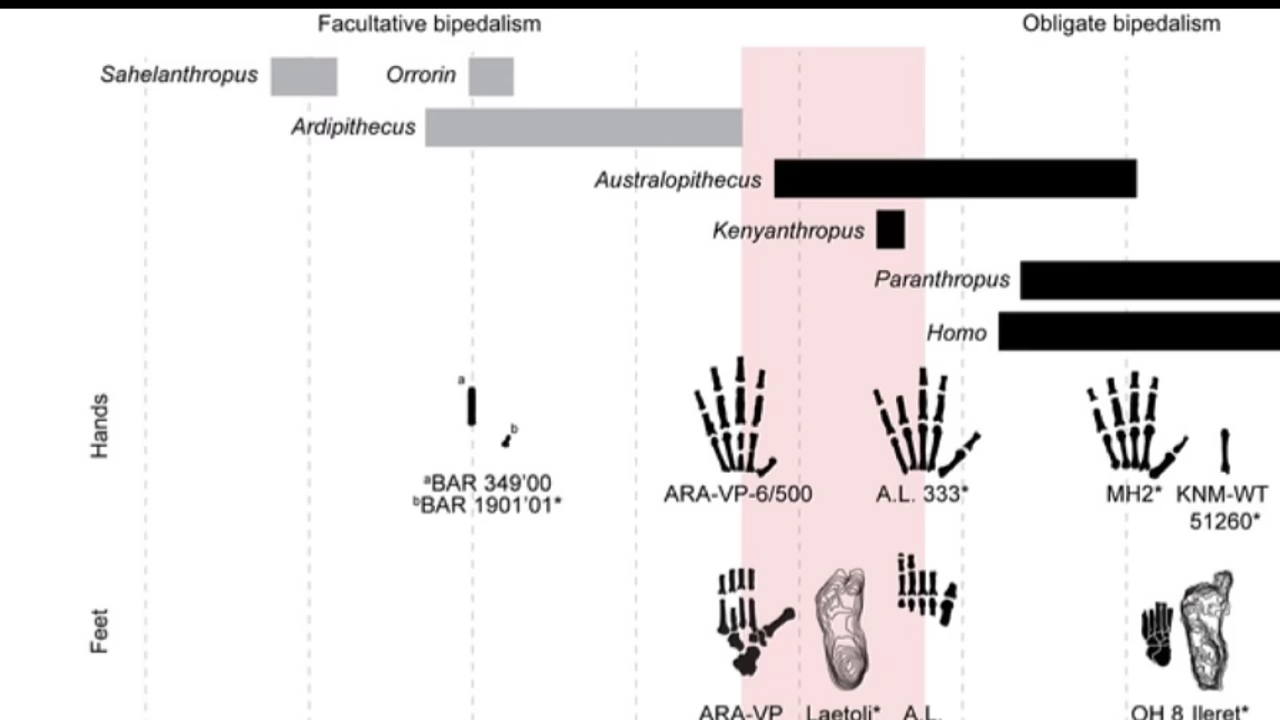 Facultative bipedalism
Obligate bipedalism
Sahelanthropus
Orrorin
Ardipithecus
Australopithecus
Kenyanthropus
Paranthropus
Homo
Hands
a
b
ᵃBAR 349'00
ᵇBAR 1901'01*
ARA-VP-6/500
A.L. 333*
MH2*
KNM-WT
51260*
Feet
ARA-VP
Laetoli*
A.L.
OH 8
Ileret*